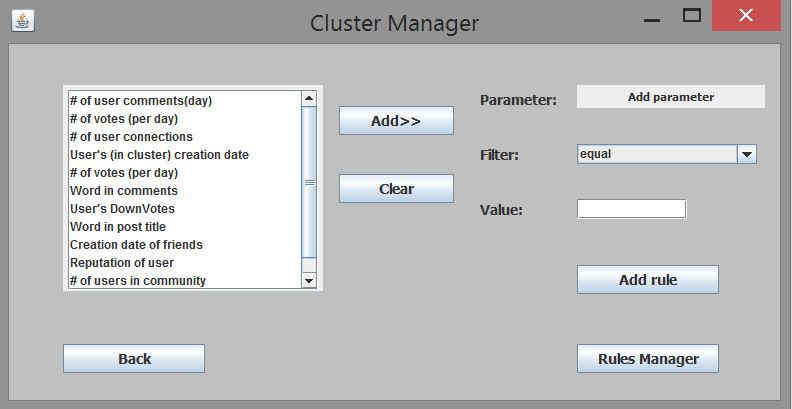 Cluster Manager
# of user comments(day)
# of votes (per day)
# of user connections
User's (in cluster) creation date
# of votes (per day)
Word in comments
User's DownVotes
Word in post title
Creation date of friends
Reputation of user
# of users in community
Add>>
Clear
Parameter:
Add parameter
Filter:
equal
Value:
Add rule
Back
Rules Manager